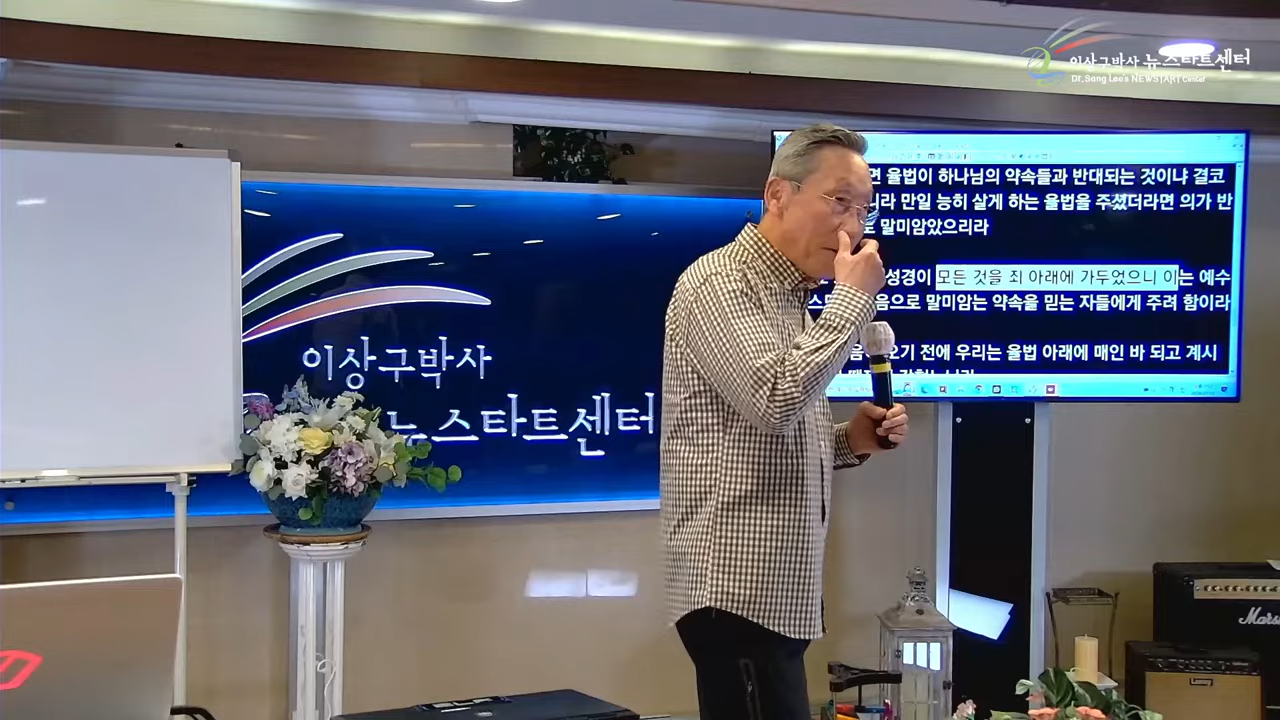 이상구박사 뉴스타트센터
Dr. Sang Lee's NEWSTART Center
면 율법이 하나님의 약속들과 반대되는 것이냐 결코
니라 만일 능히 살게 하는 율법을 주셨더라면 의가 반
로 말미암았으리라
성경이 모든 것을 죄 아래에 가두었으니 이는 예수
음으로 말미암는 약속을 믿는 자들에게 주려 함이라
오기 전에 우리는 율법 아래에 매인 바 되고 계시
이상구박사
뉴스타트센터
Mars
Laney